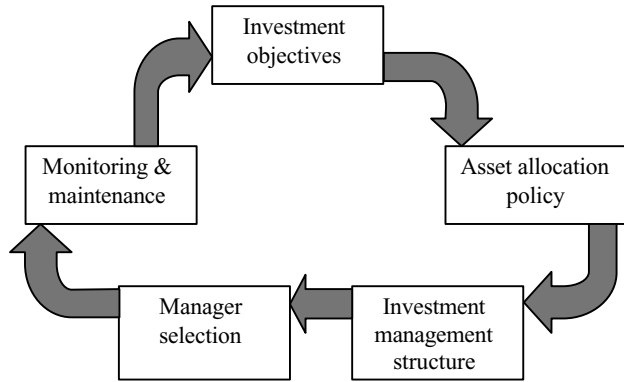 Investment
objectives
Asset allocation
policy
Investment
management
structure
Manager
selection
Monitoring &
maintenance